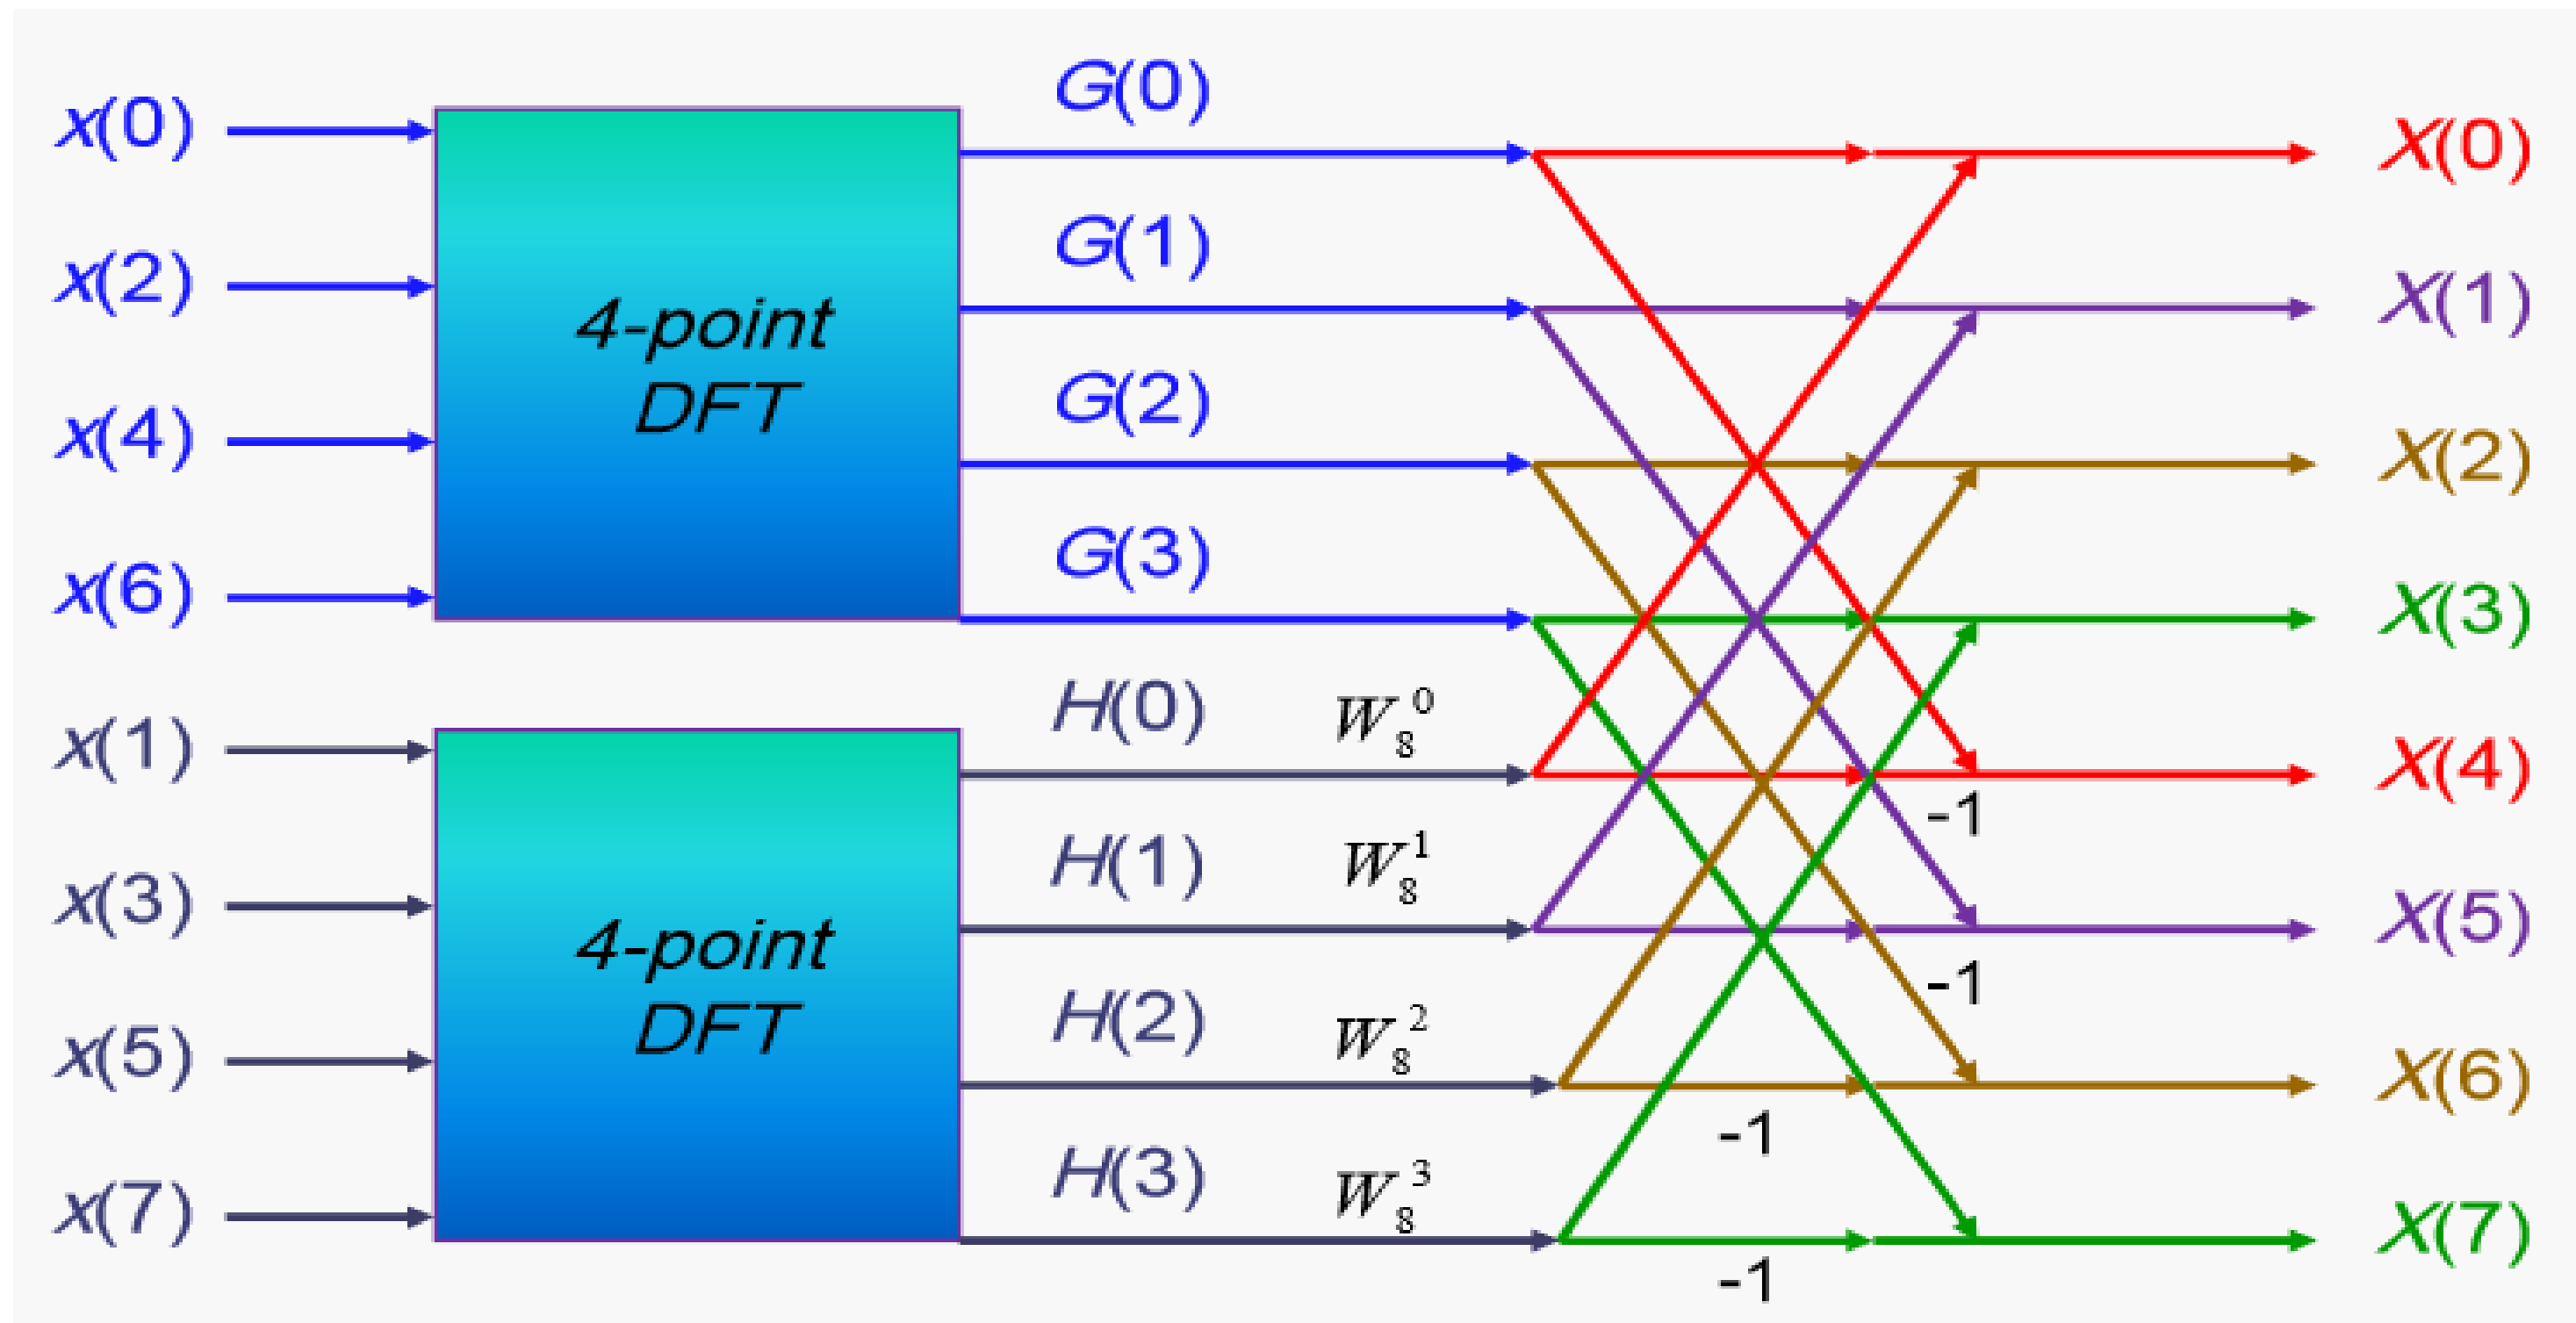 x(0)
x(2)
x(4)
x(6)
4-point
DFT
G(0)
G(1)
G(2)
G(3)
X(0)
X(1)
X(2)
X(3)
x(1)
x(3)
x(5)
x(7)
4-point
DFT
H(0) W₈⁰
H(1) W₈¹
H(2) W₈²
H(3) W₈³
-1
-1
-1
-1
X(4)
X(5)
X(6)
X(7)